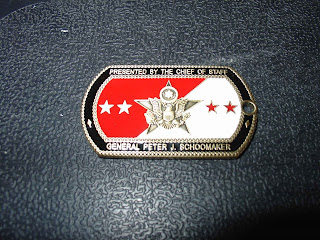 PRESENTED BY THE CHIEF OF STAFF
GENERAL PETER J. SCHOOMAKER